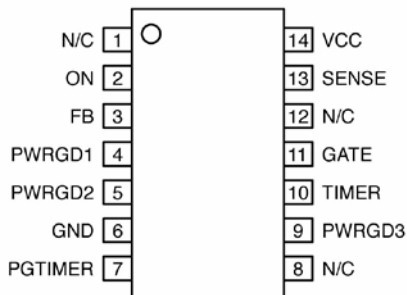 N/C 1 14 VCC
ON 2 13 SENSE
FB 3 12 N/C
PWRGD1 4 11 GATE
PWRGD2 5 10 TIMER
GND 6 9 PWRGD3
PGTIMER 7 8 N/C